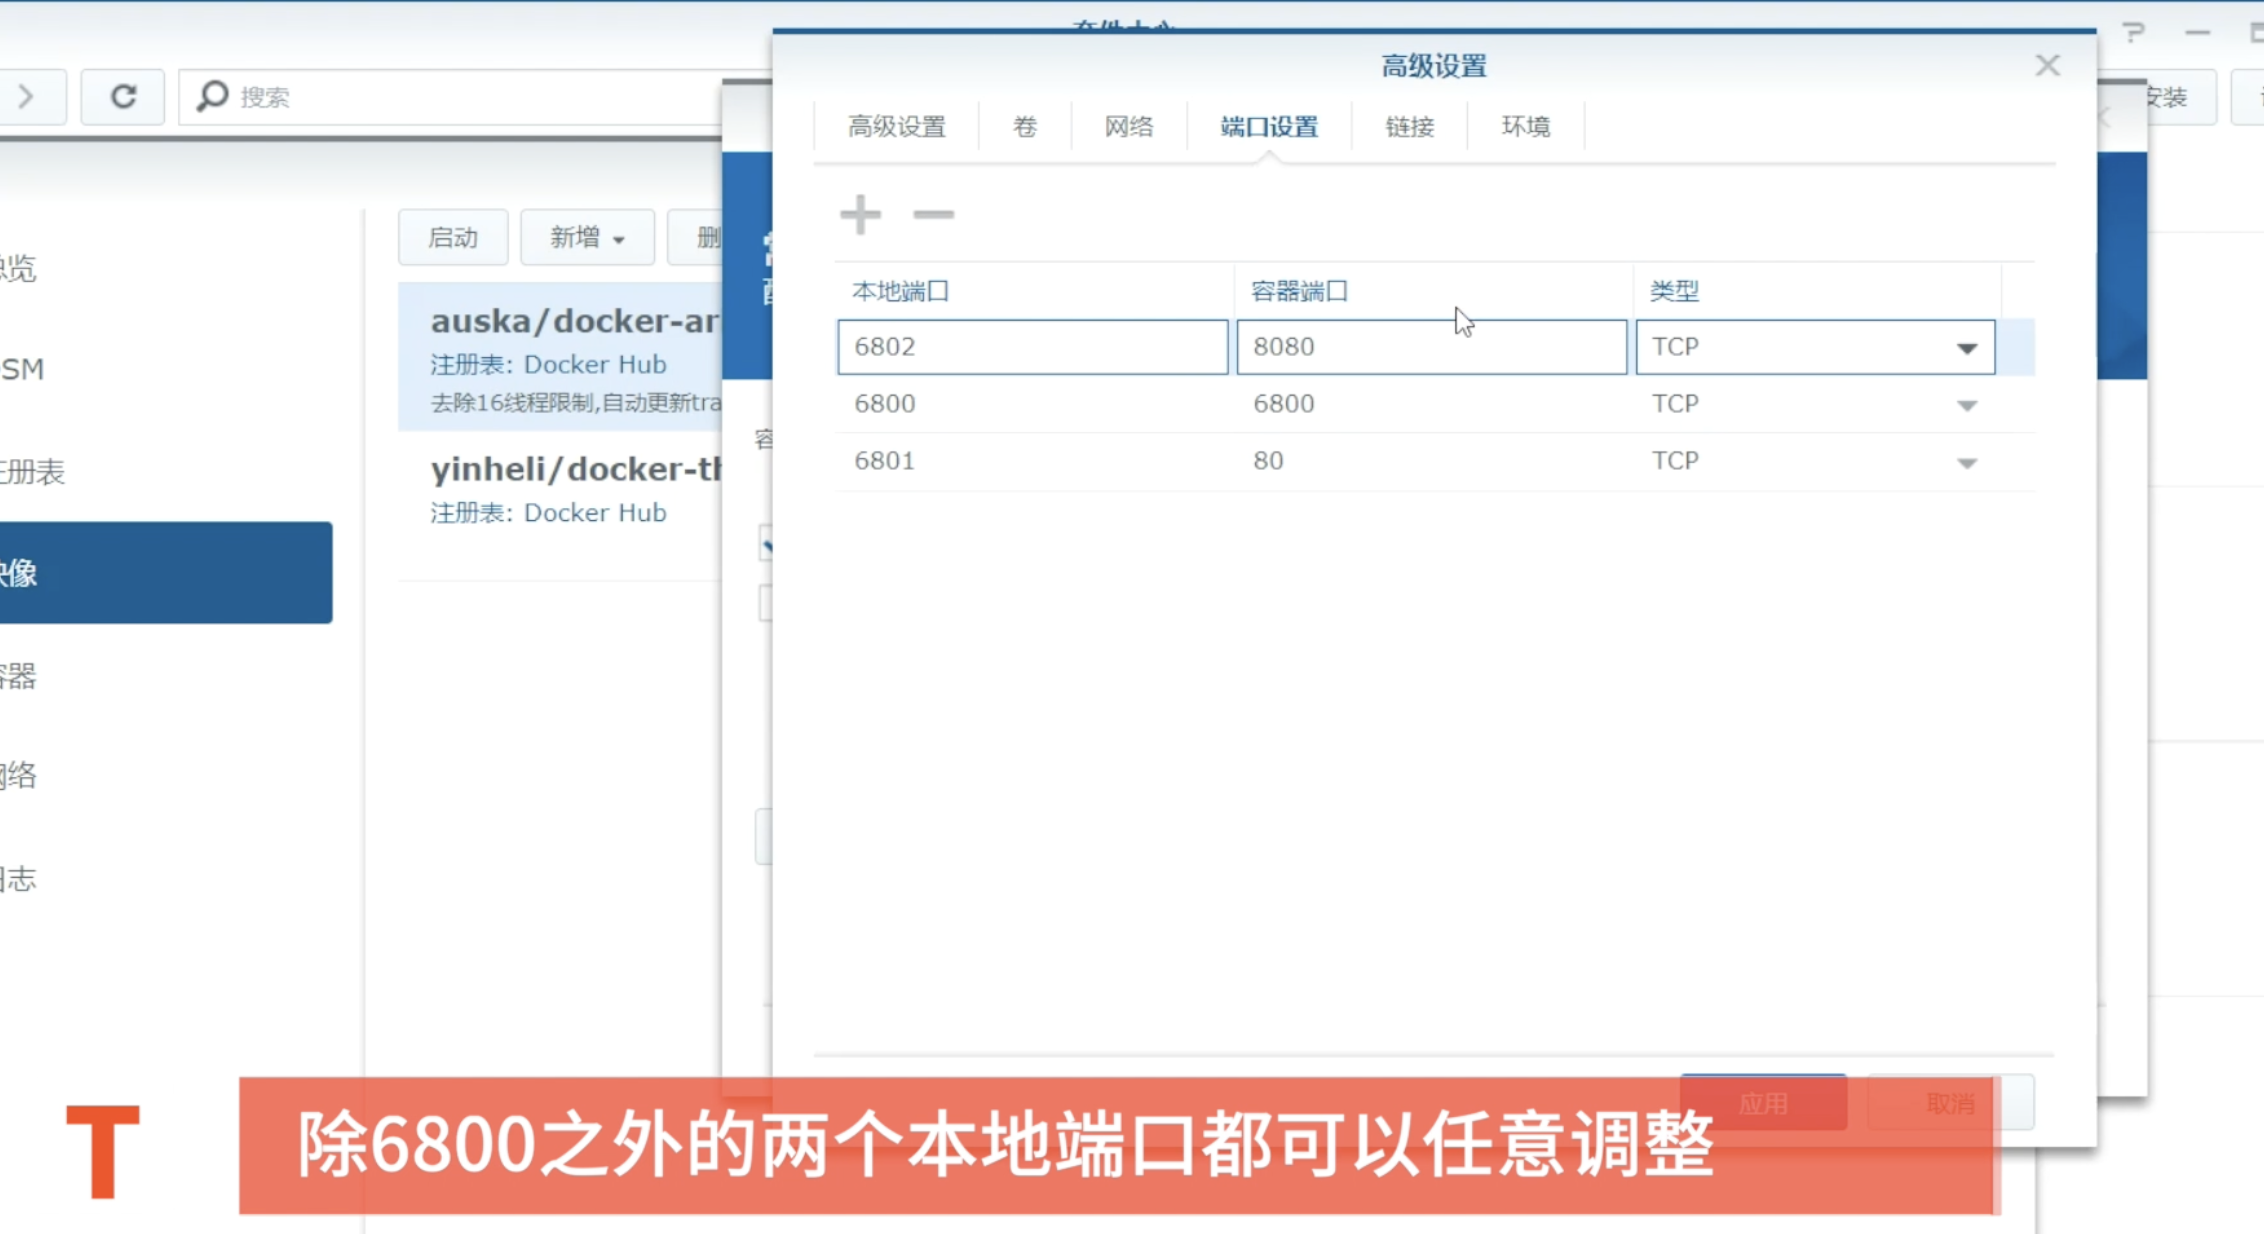 高级设置
搜索
安装
高级设置
卷
网络
端口设置
链接
环境
启动
新增
删
本地端口
容器端口
类型
6802
8080
TCP
6800
6800
TCP
6801
80
TCP
auska/docker-ar
注册表: Docker Hub
去除16线程限制,自动更新tra
yinheli/docker-th
注册表: Docker Hub
总览
SM
注册表
映像
容器
网络
日志
应用
取消
T
除6800之外的两个本地端口都可以任意调整